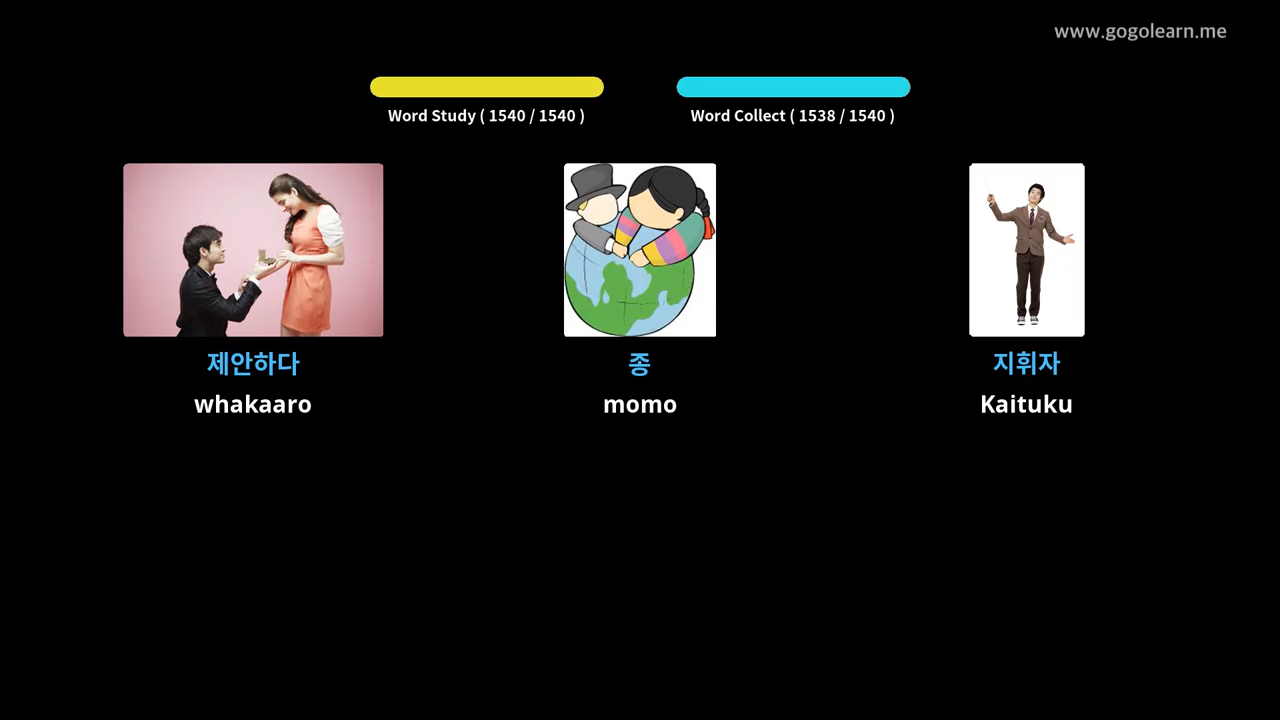 www.gogolearn.me
Word Study ( 1540 / 1540 )
Word Collect ( 1538 / 1540 )
제안하다
종
지휘자
whakaaro
momo
Kaituku